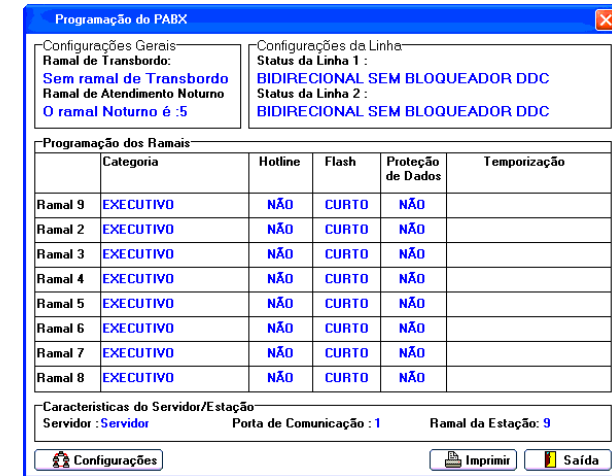 Programação do PABX
Configurações Gerais
Ramal de Transbordo:
Sem ramal de Transbordo
Ramal de Atendimento Noturno
O ramal Noturno é :5
Configurações da Linha
Status da Linha 1 :
BIDIRECIONAL SEM BLOQUEADOR DDC
Status da Linha 2 :
BIDIRECIONAL SEM BLOQUEADOR DDC
Programação dos Ramais
Categoria Hotline Flash Proteção de Dados Temporização
Ramal 9 EXECUTIVO NÃO CURTO NÃO
Ramal 2 EXECUTIVO NÃO CURTO NÃO
Ramal 3 EXECUTIVO NÃO CURTO NÃO
Ramal 4 EXECUTIVO NÃO CURTO NÃO
Ramal 5 EXECUTIVO NÃO CURTO NÃO
Ramal 6 EXECUTIVO NÃO CURTO NÃO
Ramal 7 EXECUTIVO NÃO CURTO NÃO
Ramal 8 EXECUTIVO NÃO CURTO NÃO
Caracteristicas do Servidor/Estação
Servidor : Servidor Porta de Comunicação : 1 Ramal da Estação: 9
Configurações Imprimir Saída